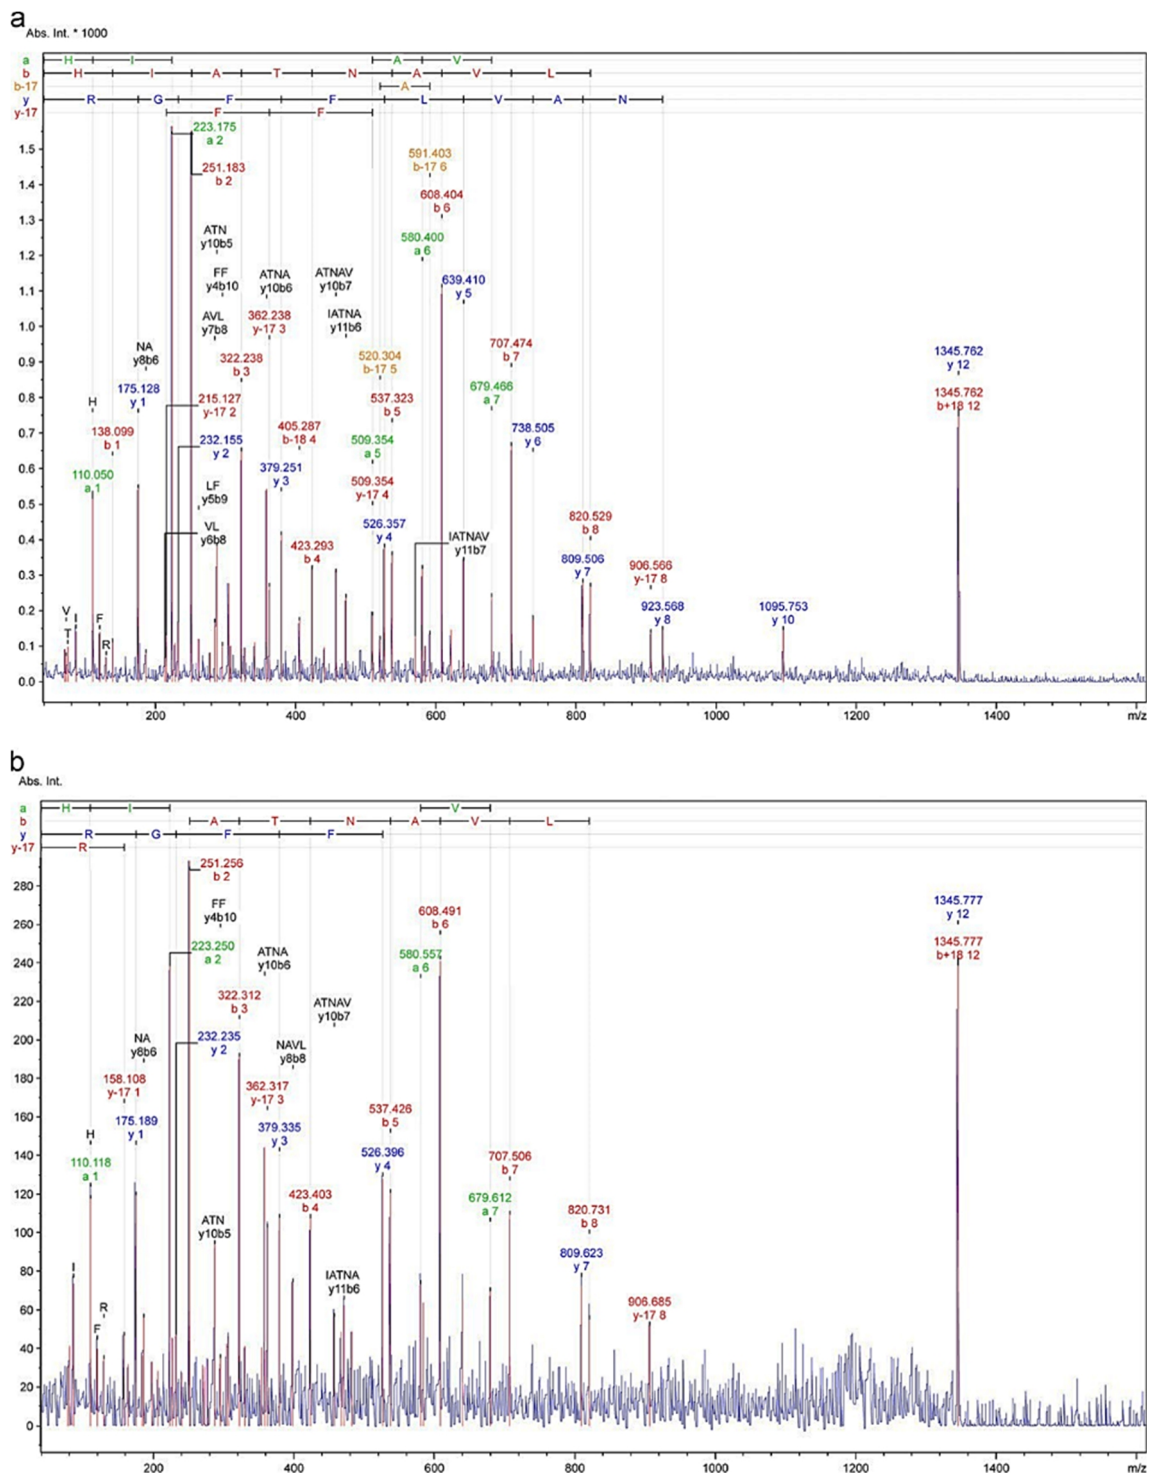 a
Abs. Int. * 1000
a H I A V
b H I A T N A V L
b-17 A
y R G F F L V A N
y-17 F F
223.175
a 2
251.183
b 2
591.403
b-17 6
608.404
b 6
580.400
a 6
639.410
y 5
ATN
y10b5
FF
y4b10
ATNA
y10b6
ATNAV
y10b7
AVL
y7b8
362.238
y-17 3
IATNA
y11b6
NA
y8b6
322.238
b 3
520.304
b-17 5
707.474
b 7
1345.762
y 12
175.128
y 1
215.127
y-17 2
537.323
b 5
679.466
a 7
1345.762
b+18 12
H
138.099
b 1
232.155
y 2
405.287
b-18 4
509.354
a 5
738.505
y 6
110.050
a 1
379.251
y 3
509.354
y-17 4
LF
y5b9
VL
y6b8
526.357
y 4
IATNAV
y11b7
820.529
b 8
423.293
b 4
809.506
y 7
906.566
y-17 8
923.568
y 8
1095.753
y 10
V
T
I
F
R
1.5
1.4
1.3
1.2
1.1
1.0
0.9
0.8
0.7
0.6
0.5
0.4
0.3
0.2
0.1
0.0
200 400 600 800 1000 1200 1400 m/z
b
Abs. Int.
a H I V
b A T N A V L
y R G F F
y-17 R
251.256
b 2
FF
y4b10
608.491
b 6
1345.777
y 12
223.250
a 2
ATNA
y10b6
580.557
a 6
1345.777
b+18 12
322.312
b 3
ATNAV
y10b7
NA
y8b6
232.235
y 2
NAVL
y8b8
158.108
y-17 1
362.317
y-17 3
175.189
y 1
379.335
y 3
537.426
b 5
H
110.118
a 1
526.396
y 4
707.506
b 7
423.403
b 4
679.612
a 7
820.731
b 8
ATN
y10b5
809.623
y 7
IATNA
y11b6
906.685
y-17 8
I
R
F
280
260
240
220
200
180
160
140
120
100
80
60
40
20
0
200 400 600 800 1000 1200 1400 m/z